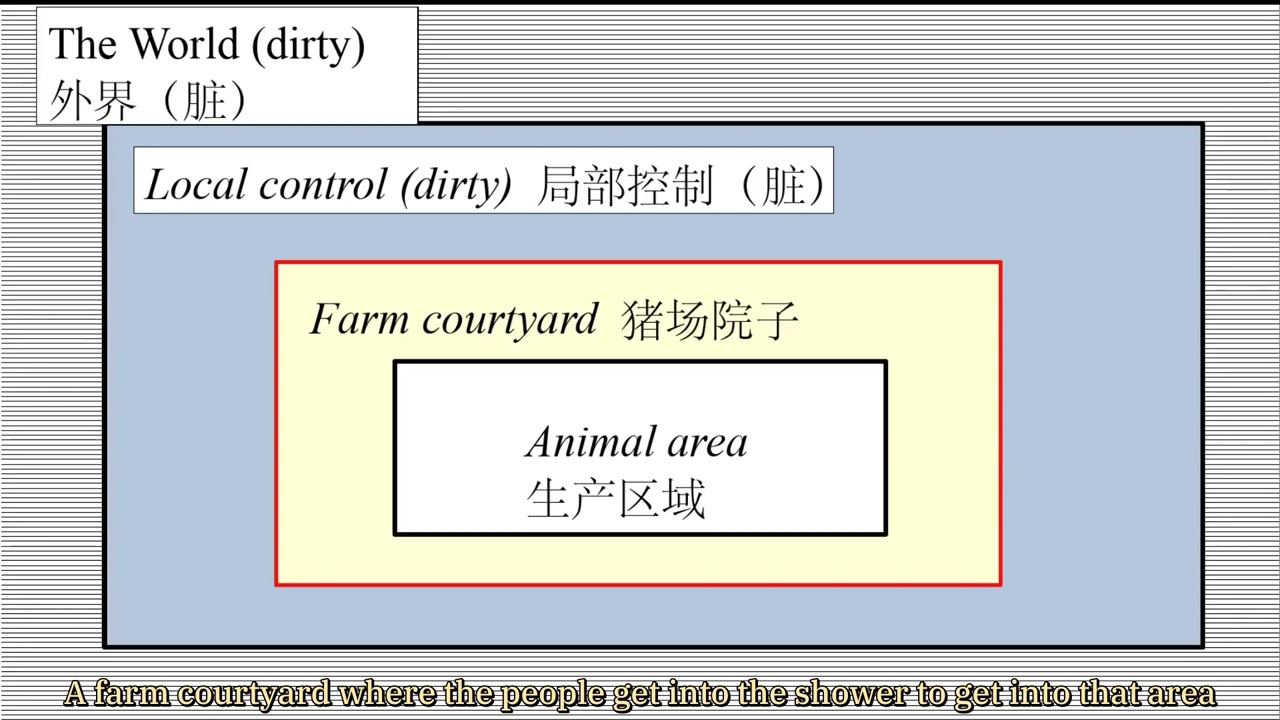 The World (dirty)
外界（脏）
Local control (dirty) 局部控制（脏）
Farm courtyard 猪场院子
Animal area
生产区域
A farm courtyard where the people get into the shower to get into that area